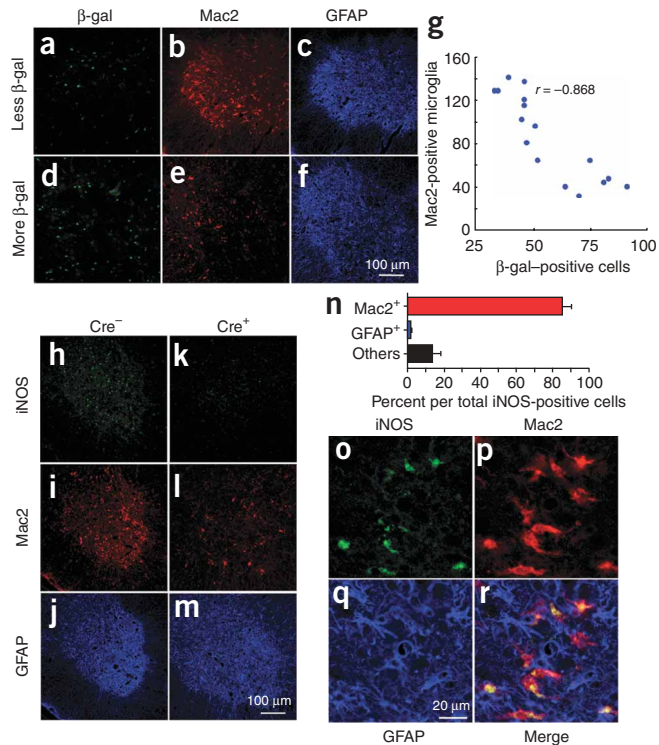 β-gal
Mac2
GFAP
g
a
b
c
Less β-gal
d
e
f
More β-gal
100 μm
Mac2-positive microglia
160
120
80
40
0
r = −0.868
25
50
75
100
β-gal–positive cells
n
Mac2+
GFAP+
Others
0
20
40
60
80
100
Percent per total iNOS-positive cells
Cre−
Cre+
h
k
iNOS
i
l
Mac2
j
m
GFAP
100 μm
iNOS
Mac2
o
p
q
r
20 μm
GFAP
Merge